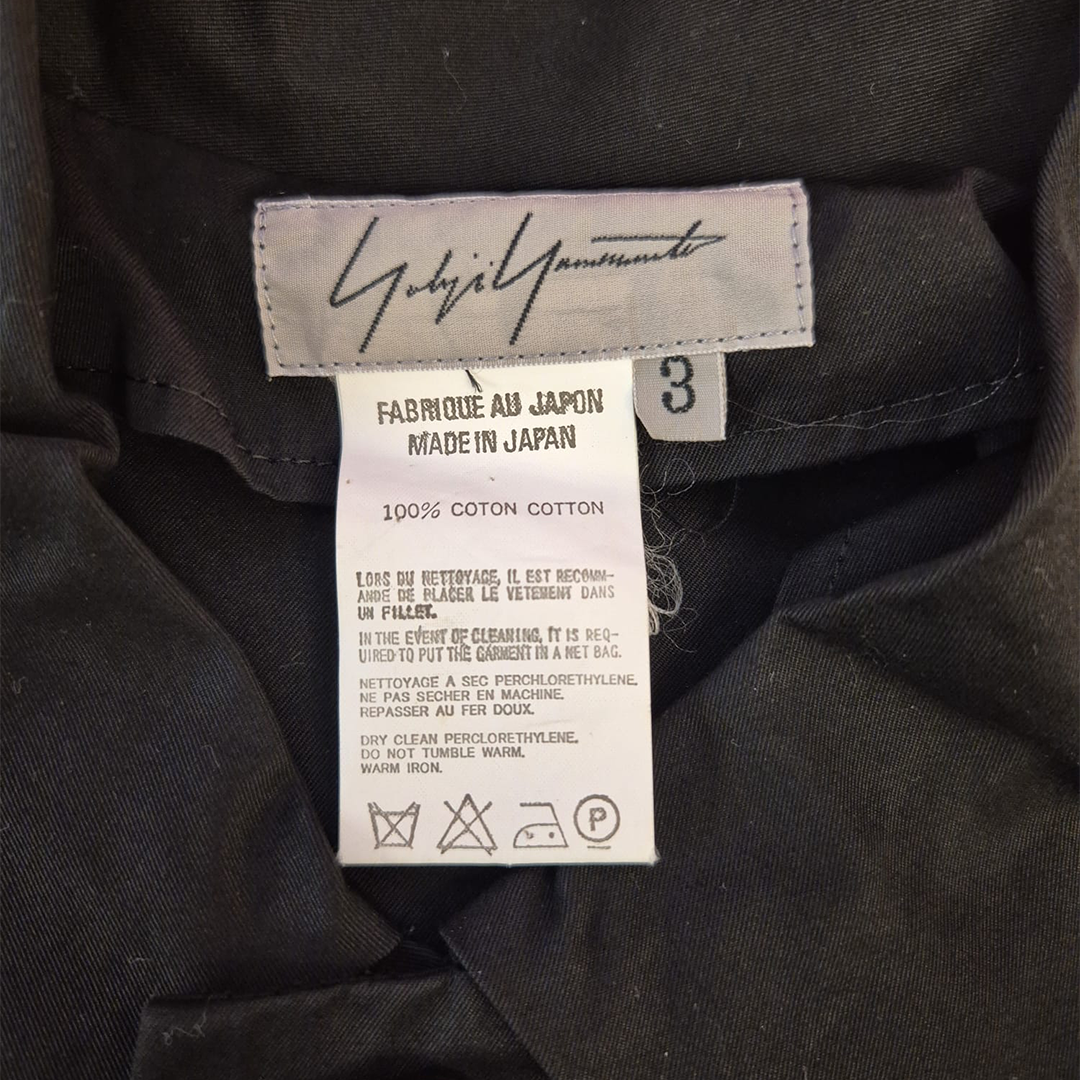 Yohji Yamamoto
3
FABRIQUE AU JAPON
MADE IN JAPAN
100% COTON COTTON
LORS DU NETTOYAGE, IL EST RECOMM-
ANDE DE PLACER LE VETEMENT DANS
UN FILLET.
IN THE EVENT OF CLEANING, IT IS REQ-
UIRED TO PUT THE GARMENT IN A NET BAG.
NETTOYAGE A SEC PERCHLORETHYLENE.
NE PAS SECHER EN MACHINE.
REPASSER AU FER DOUX.
DRY CLEAN PERCLORETHYLENE.
DO NOT TUMBLE WARM.
WARM IRON.
P